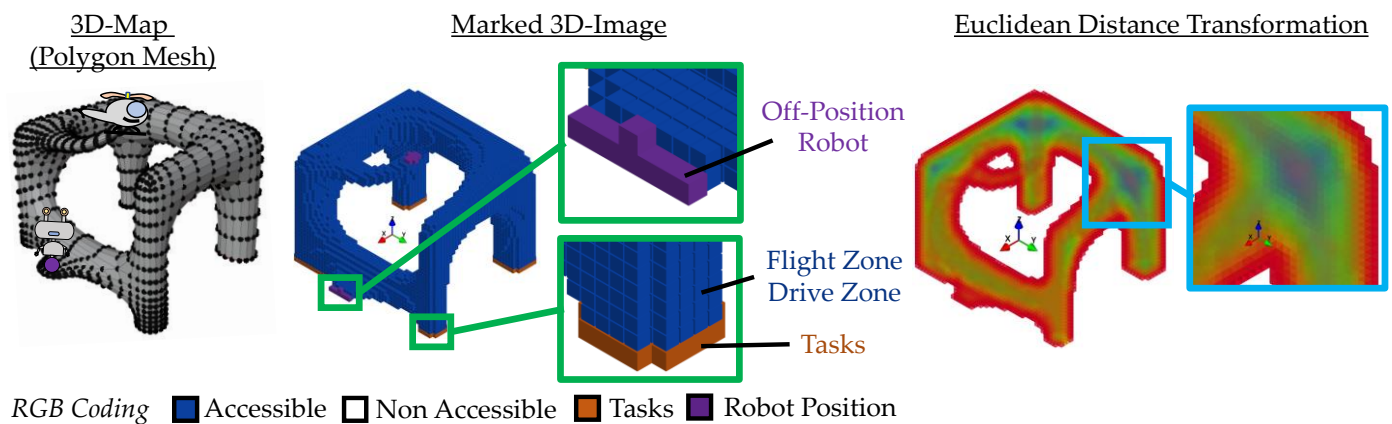 3D-Map
(Polygon Mesh)
Marked 3D-Image
Euclidean Distance Transformation
Off-Position
Robot
Flight Zone
Drive Zone
Tasks
X
Y
Z
X
Y
Z
RGB Coding Accessible Non Accessible Tasks Robot Position